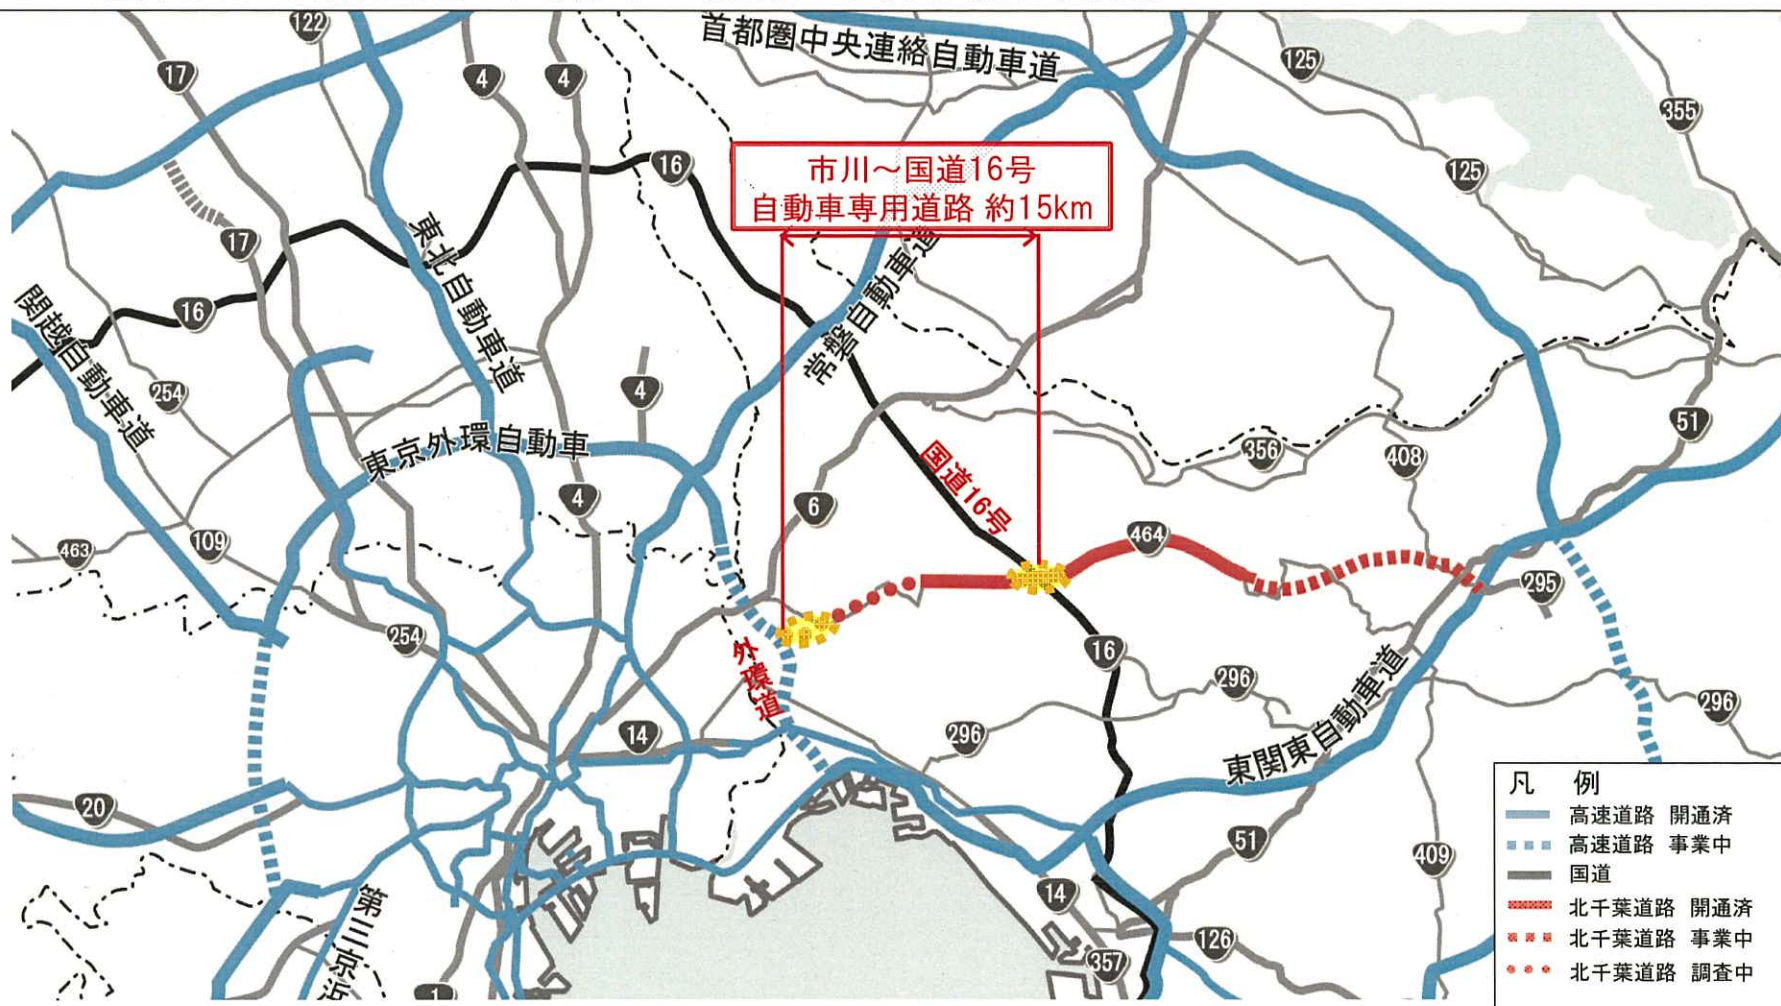 首都圏中央連絡自動車道
122
17
4
4
125
355
16
市川～国道16号
自動車専用道路 約15km
125
17
東北自動車道
16
関越自動車道
常磐自動車道
254
4
51
東京外環自動車
356
408
国道16号
4
6
463
109
464
295
254
16
外環道
296
296
14
296
東関東自動車道
20
51
409
14
第三京浜
126
357
1
凡 例
高速道路 開通済
高速道路 事業中
国道
北千葉道路 開通済
北千葉道路 事業中
北千葉道路 調査中